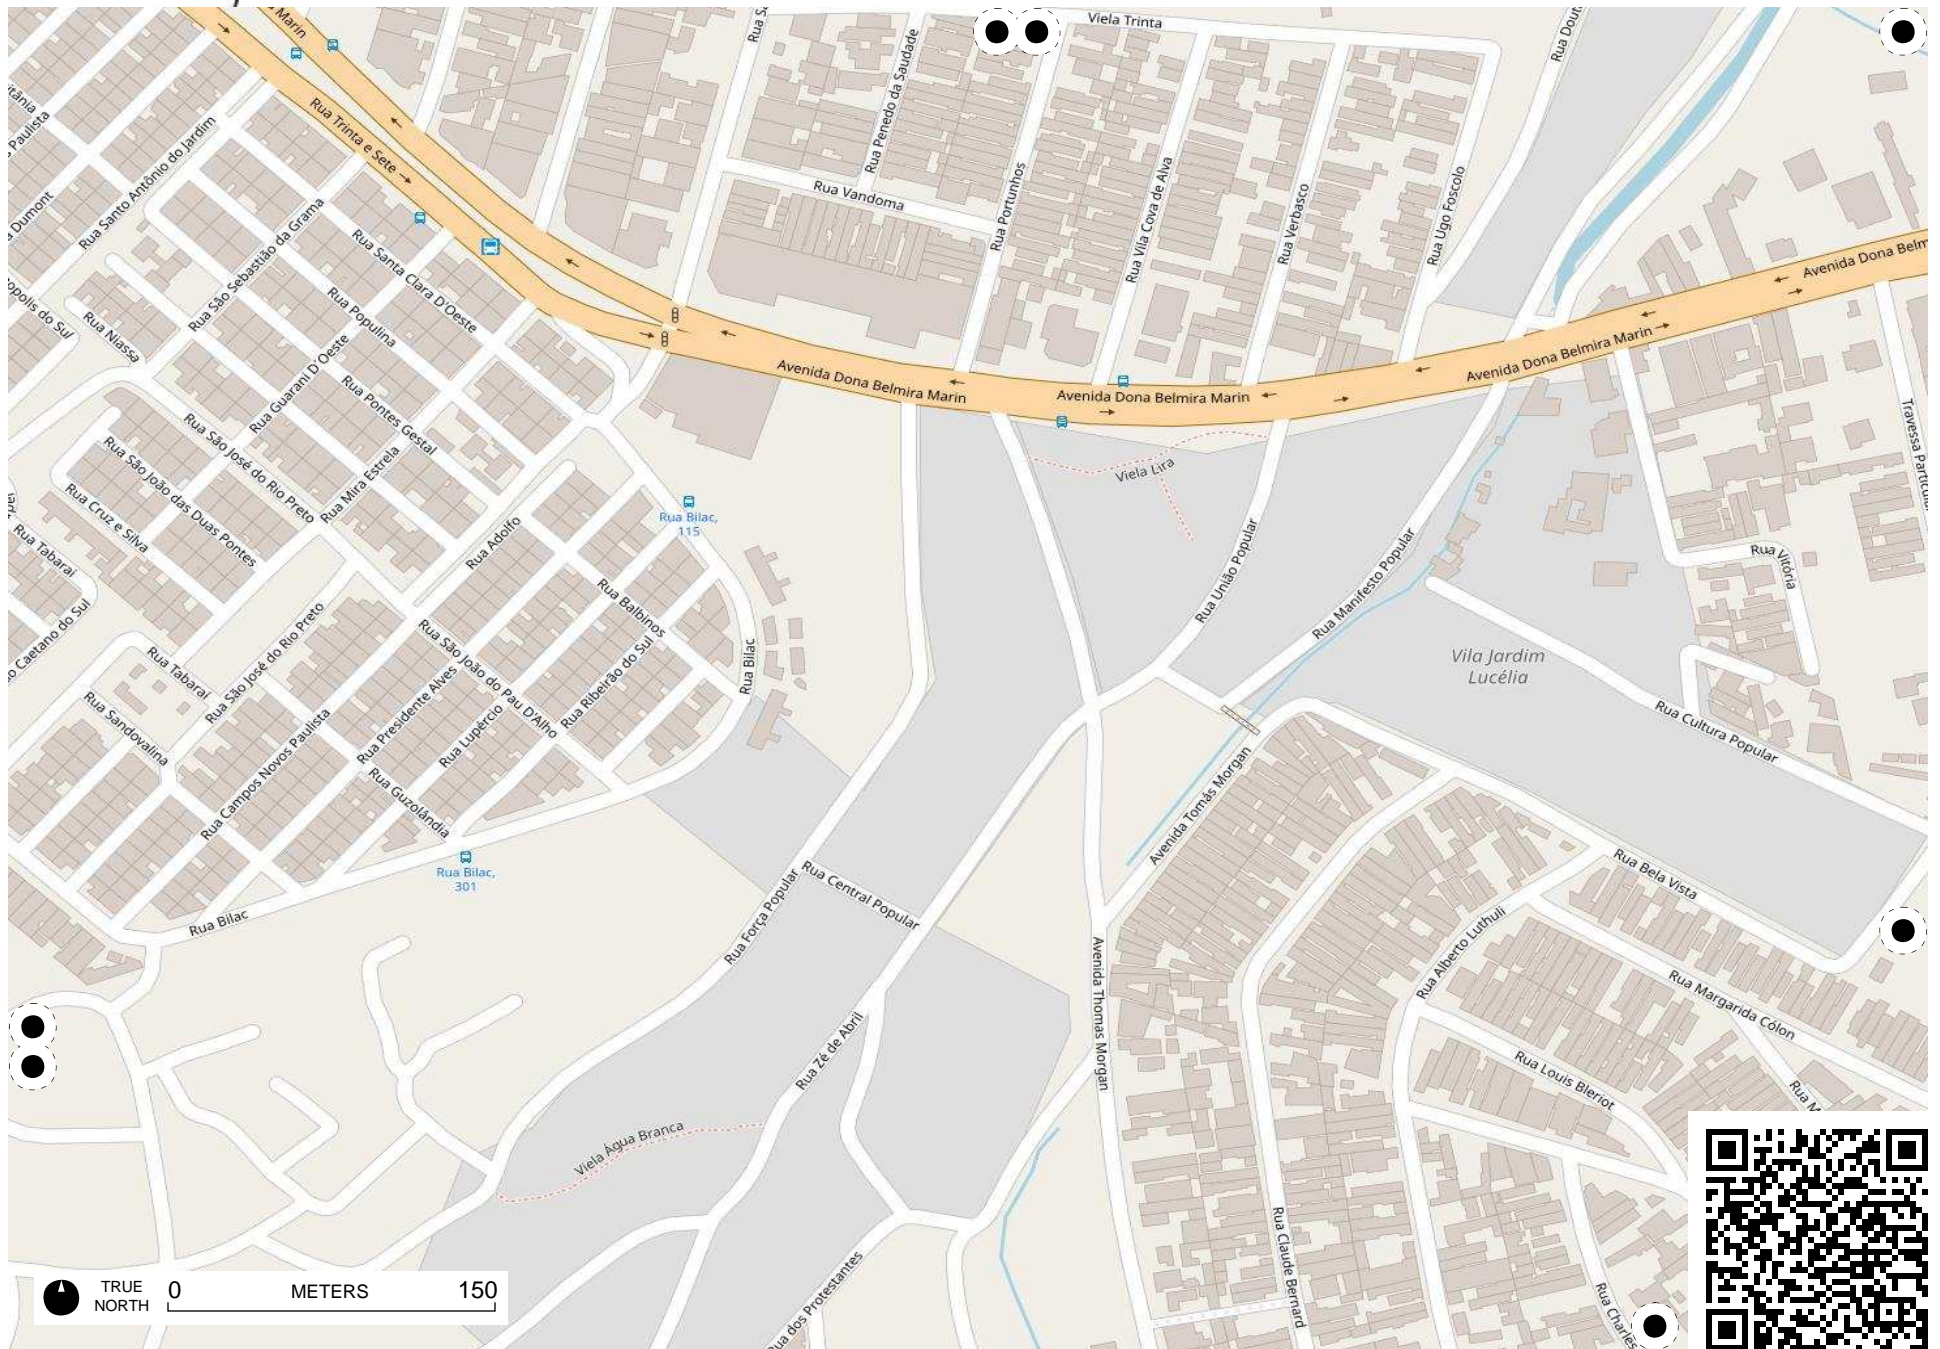 Marin
Viela Trinta
Rua Trinta e Sete
Paulista
Rua Santo Antônio do Jardim
Rua Penedo da Saudade
Rua Vandoma
Rua Portunhos
Rua Vila Cova de Alva
Rua Verbasco
Rua Ugo Foscolo
Dumont
Rua São Sebastião da Grama
Rua Santa Clara D'Oeste
Avenida Dona Belm
Rua Niassa
Rua Populina
Rua Guarani D'Oeste
Avenida Dona Belmira Marin
Avenida Dona Belmira Marin
Avenida Dona Belmira Marin
Rua Pontes Gestal
Travessa Particular
Rua São José do Rio Preto
Rua Mira Estrela
Rua São João das Duas Pontes
Rua Cruz e Silva
Viela Lira
Rua Bilac,
115
Rua Adolfo
Rua Tabaraí
Rua União Popular
Rua Manifesto Popular
Rua Vitória
Rua Balbinos
Caetano do Sul
Rua São José do Rio Preto
Rua São João do Pau D'Alho
Rua Ribeirão do Sul
Rua Bilac
Vila Jardim
Lucélia
Rua Tabaraí
Rua Sandovalina
Rua Presidente Alves
Rua Lupércio
Rua Campos Novos Paulista
Rua Cultura Popular
Rua Guzolândia
Avenida Tomás Morgan
Rua Bilac,
301
Rua Bela Vista
Rua Central Popular
Rua Força Popular
Rua Bilac
Rua Alberto Luthuli
Rua Margarida Cólon
Avenida Thomas Morgan
Rua Zé de Abril
Rua Louis Bleriot
Rua M
Viela Água Branca
Rua Claude Bernard
Rua dos Protestantes
Rua Charles
TRUE
NORTH
0 METERS 150